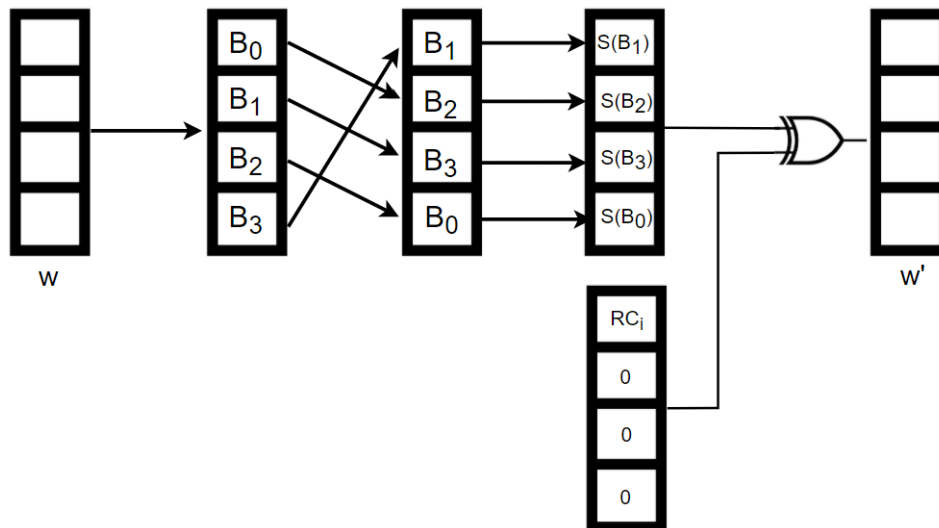 B₀
B₁
B₂
B₃
B₁
B₂
B₃
B₀
S(B₁)
S(B₂)
S(B₃)
S(B₀)
w
w'
RCᵢ
0
0
0